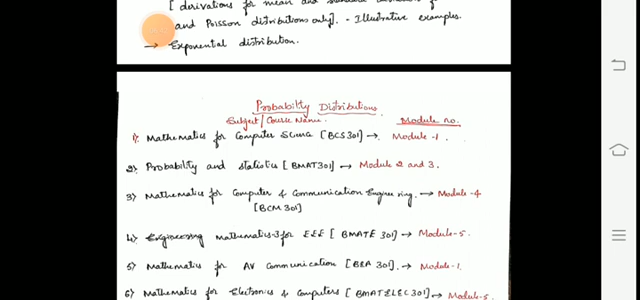 [derivations for mean and standard
and Poisson distributions only]. - Illustrative examples.
→ Exponential distribution.
Probability Distributions.
Subject / Course Name. Module no.
1) Mathematics for Computer Science [BCS301] → Module-1.
2) Probability and statistics [BMAT301] → Module 2 and 3.
3) Mathematics for Computer & Communication Engineering. → Module-4
[BCM301]
4) Engineering Mathematics-3 for EEE [BMATE 301] → Module-5.
5) Mathematics for AV Communication [BRA 301]. → Module-1.
6) Mathematics for Electronics & Computers [BMATELEC301] → Module-5.